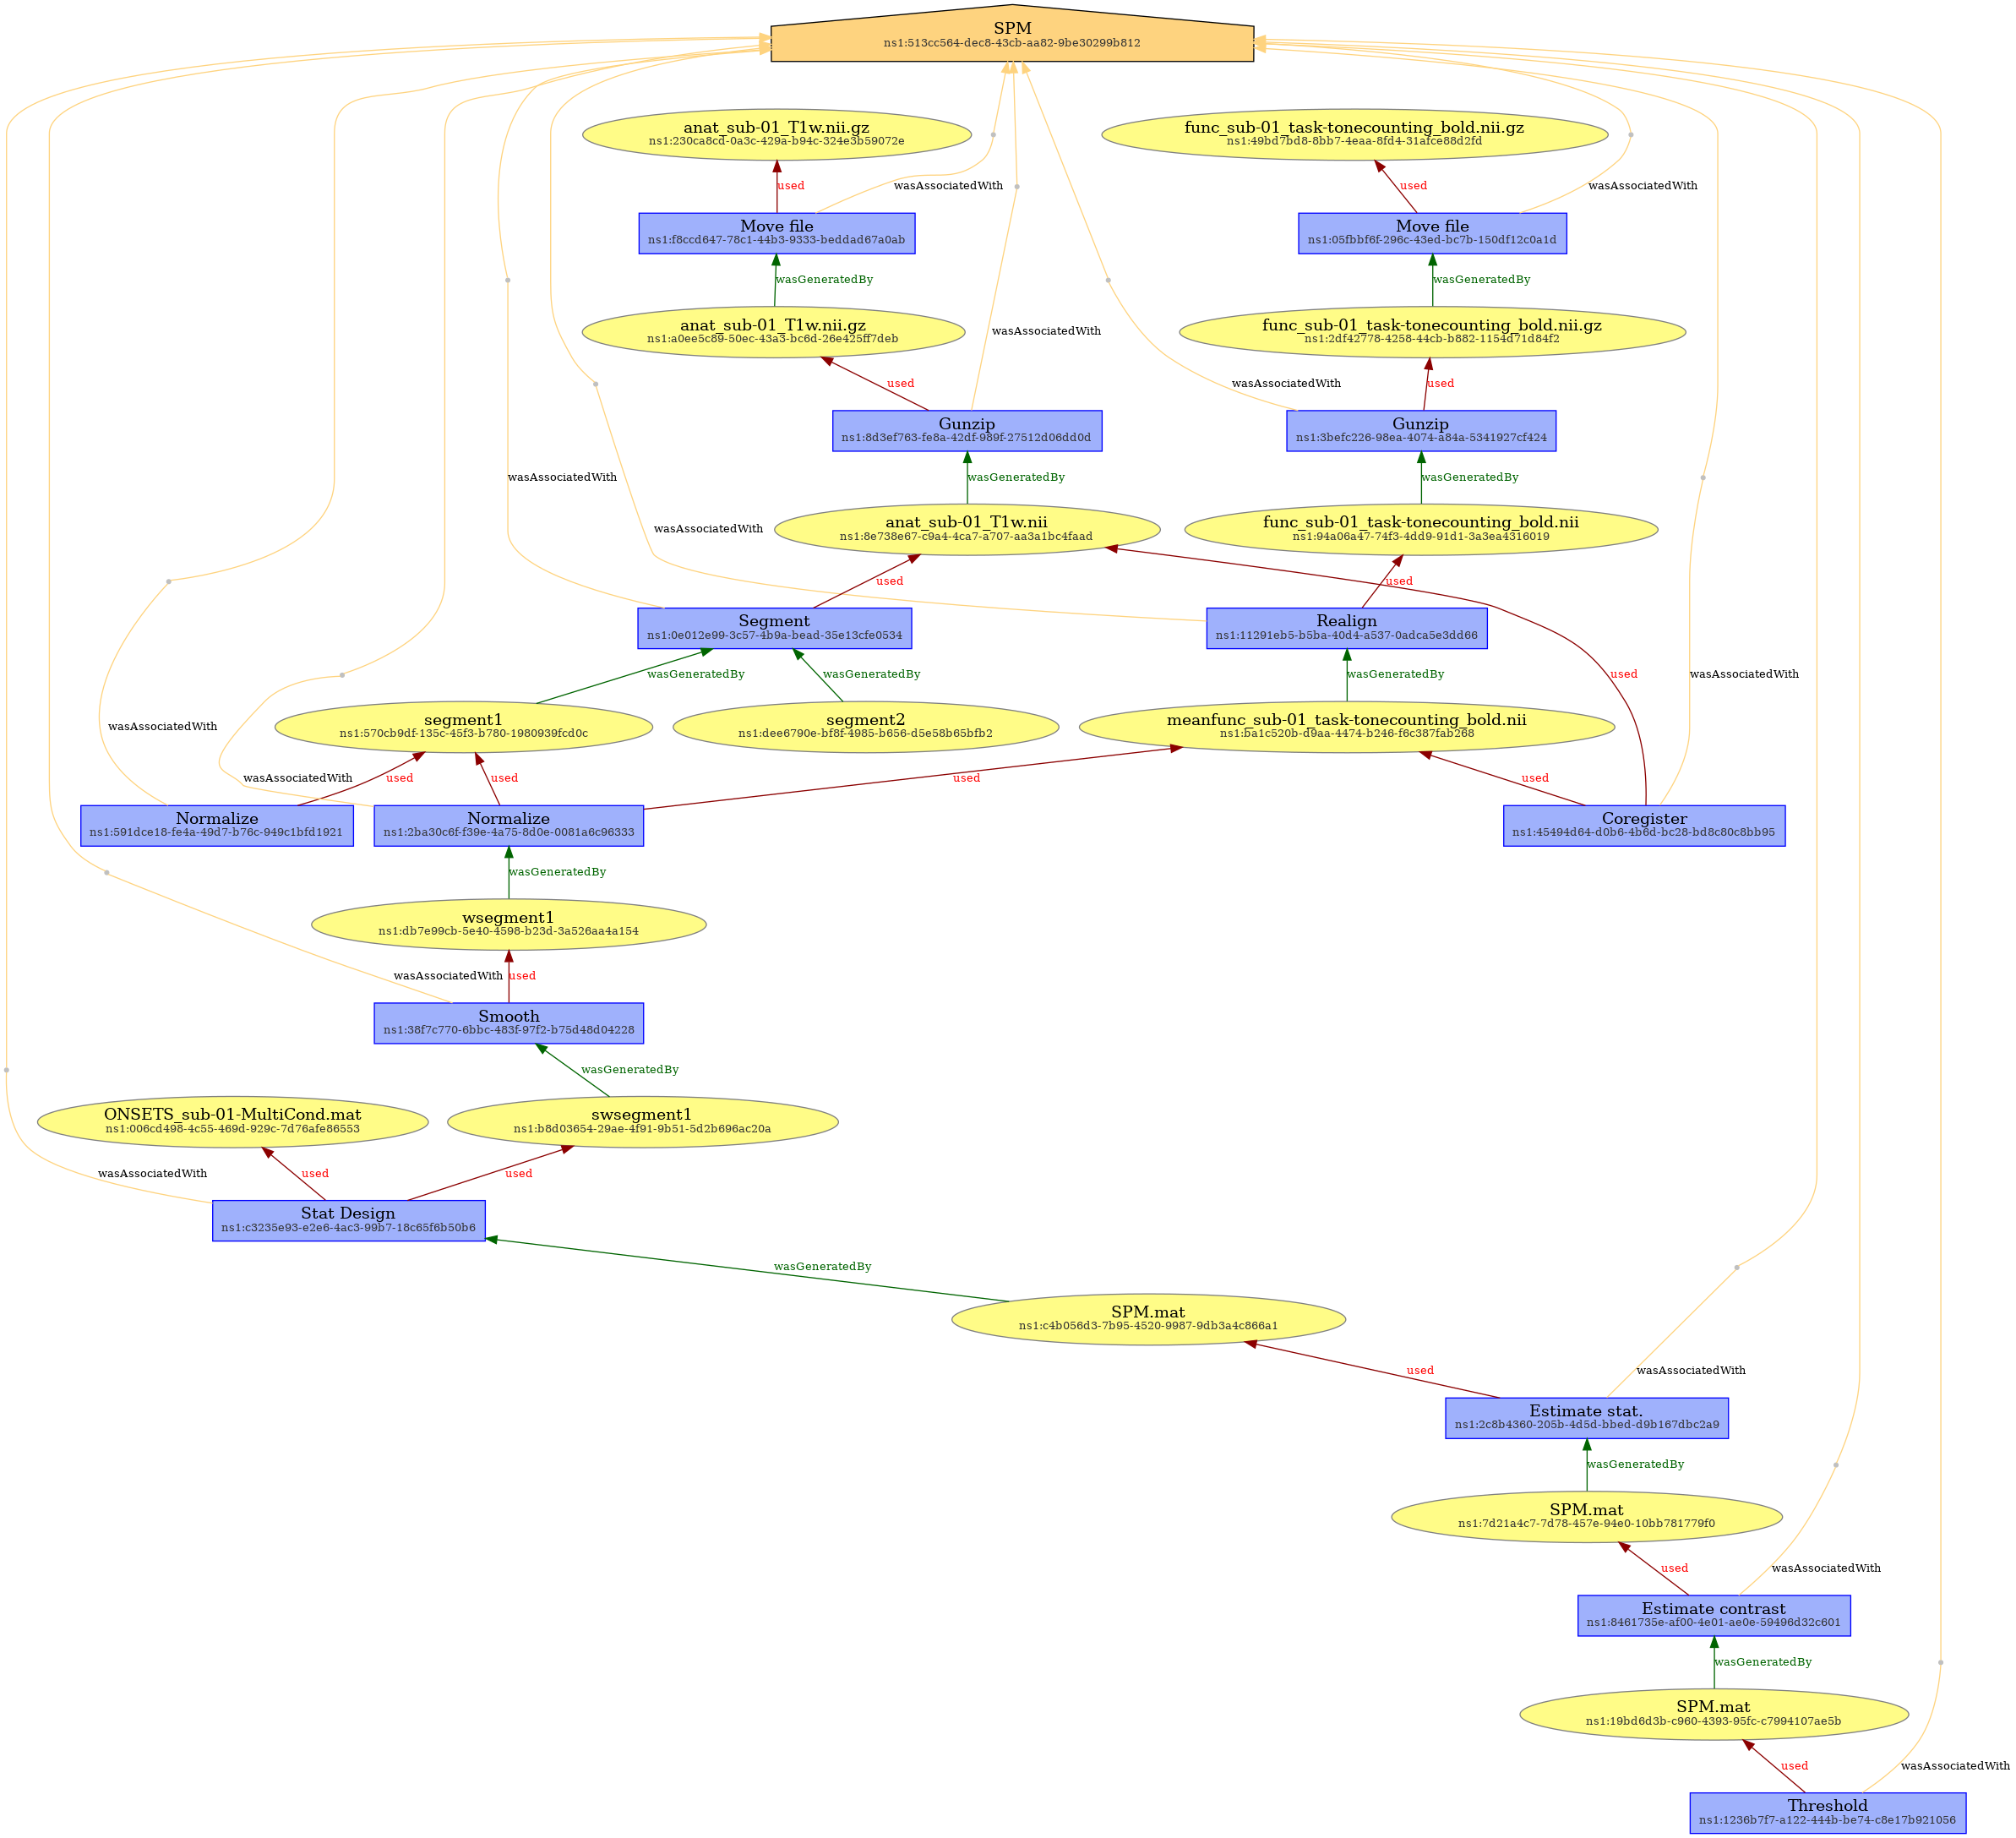 SPM
ns1:513cc564-dec8-43cb-aa82-9be30299b812
anat_sub-01_T1w.nii.gz
ns1:230ca8cd-0a3c-429a-b94c-324e3b59072e
func_sub-01_task-tonecounting_bold.nii.gz
ns1:49bd7bd8-8bb7-4eaa-8fd4-31afce88d2fd
used
wasAssociatedWith
used
wasAssociatedWith
Move file
ns1:f8ccd647-78c1-44b3-9333-beddad67a0ab
Move file
ns1:05fbbf6f-296c-43ed-bc7b-150df12c0a1d
wasGeneratedBy
wasGeneratedBy
anat_sub-01_T1w.nii.gz
ns1:a0ee5c89-50ec-43a3-bc6d-26e425ff7deb
func_sub-01_task-tonecounting_bold.nii.gz
ns1:2df42778-4258-44cb-b882-1154d71d84f2
wasAssociatedWith
used
wasAssociatedWith
used
Gunzip
ns1:8d3ef763-fe8a-42df-989f-27512d06dd0d
Gunzip
ns1:3befc226-98ea-4074-a84a-5341927cf424
wasAssociatedWith
wasGeneratedBy
wasGeneratedBy
anat_sub-01_T1w.nii
ns1:8e738e67-c9a4-4ca7-a707-aa3a1bc4faad
func_sub-01_task-tonecounting_bold.nii
ns1:94a06a47-74f3-4dd9-91d1-3a3ea4316019
wasAssociatedWith
used
used
Segment
ns1:0e012e99-3c57-4b9a-bead-35e13cfe0534
Realign
ns1:11291eb5-b5ba-40d4-a537-0adca5e3dd66
wasGeneratedBy
wasGeneratedBy
wasGeneratedBy
used
wasAssociatedWith
segment1
ns1:570cb9df-135c-45f3-b780-1980939fcd0c
segment2
ns1:dee6790e-bf8f-4985-b656-d5e58b65bfb2
meanfunc_sub-01_task-tonecounting_bold.nii
ns1:ba1c520b-d9aa-4474-b246-f6c387fab268
wasAssociatedWith
wasAssociatedWith
used
used
used
used
Normalize
ns1:591dce18-fe4a-49d7-b76c-949c1bfd1921
Normalize
ns1:2ba30c6f-f39e-4a75-8d0e-0081a6c96333
Coregister
ns1:45494d64-d0b6-4b6d-bc28-bd8c80c8bb95
wasGeneratedBy
wsegment1
ns1:db7e99cb-5e40-4598-b23d-3a526aa4a154
wasAssociatedWith
used
Smooth
ns1:38f7c770-6bbc-483f-97f2-b75d48d04228
wasGeneratedBy
ONSETS_sub-01-MultiCond.mat
ns1:006cd498-4c55-469d-929c-7d76afe86553
swsegment1
ns1:b8d03654-29ae-4f91-9b51-5d2b696ac20a
wasAssociatedWith
used
used
Stat Design
ns1:c3235e93-e2e6-4ac3-99b7-18c65f6b50b6
wasGeneratedBy
SPM.mat
ns1:c4b056d3-7b95-4520-9987-9db3a4c866a1
used
wasAssociatedWith
Estimate stat.
ns1:2c8b4360-205b-4d5d-bbed-d9b167dbc2a9
wasGeneratedBy
SPM.mat
ns1:7d21a4c7-7d78-457e-94e0-10bb781779f0
used
wasAssociatedWith
Estimate contrast
ns1:8461735e-af00-4e01-ae0e-59496d32c601
wasGeneratedBy
SPM.mat
ns1:19bd6d3b-c960-4393-95fc-c7994107ae5b
used
wasAssociatedWith
Threshold
ns1:1236b7f7-a122-444b-be74-c8e17b921056